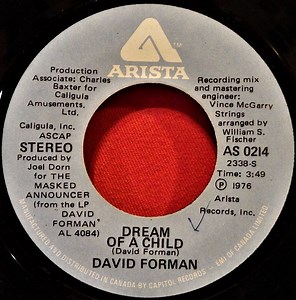 ARISTA
TM
Production
Associate: Charles
Baxter for Caligula
Amusements,
Ltd.
Caligula, Inc.
ASCAP
STEREO
Produced by
Joel Dorn
for THE
MASKED
ANNOUNCER
(from the LP
DAVID
FORMAN"
AL 4084)
Recording mix
and mastering
engineer:
Vince McGarry
Strings
arranged by
William S.
Fischer
AS 0214
2338-S
Time: 3:49
℗ 1976
Arista
Records, Inc.
DREAM
OF A CHILD
(David Forman)
DAVID FORMAN
MANUFACTURED AND DISTRIBUTED IN CANADA BY CAPITOL RECORDS - EMI OF CANADA LIMITED